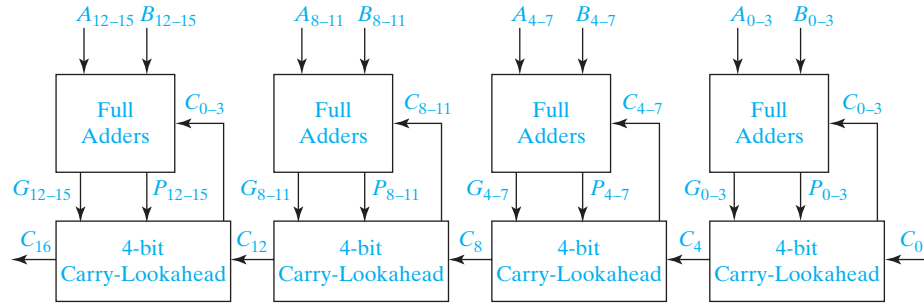 A12–15 B12–15 A8–11 B8–11 A4–7 B4–7 A0–3 B0–3
Full Adders
C0–3
Full Adders
C8–11
Full Adders
C4–7
Full Adders
C0–3
G12–15 P12–15 G8–11 P8–11 G4–7 P4–7 G0–3 P0–3
C16
4-bit
Carry-Lookahead
C12
4-bit
Carry-Lookahead
C8
4-bit
Carry-Lookahead
C4
4-bit
Carry-Lookahead
C0